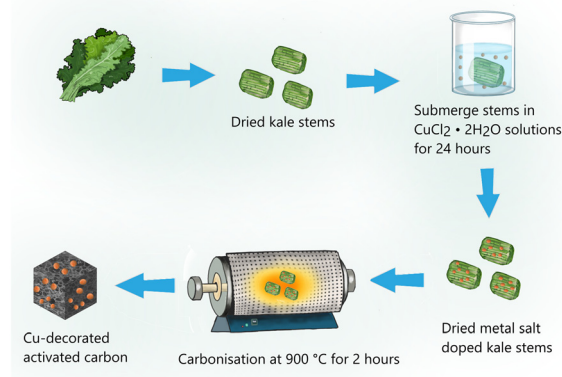 Dried kale stems
Submerge stems in
CuCl2 • 2H2O solutions
for 24 hours
Dried metal salt
doped kale stems
Carbonisation at 900 °C for 2 hours
Cu-decorated
activated carbon